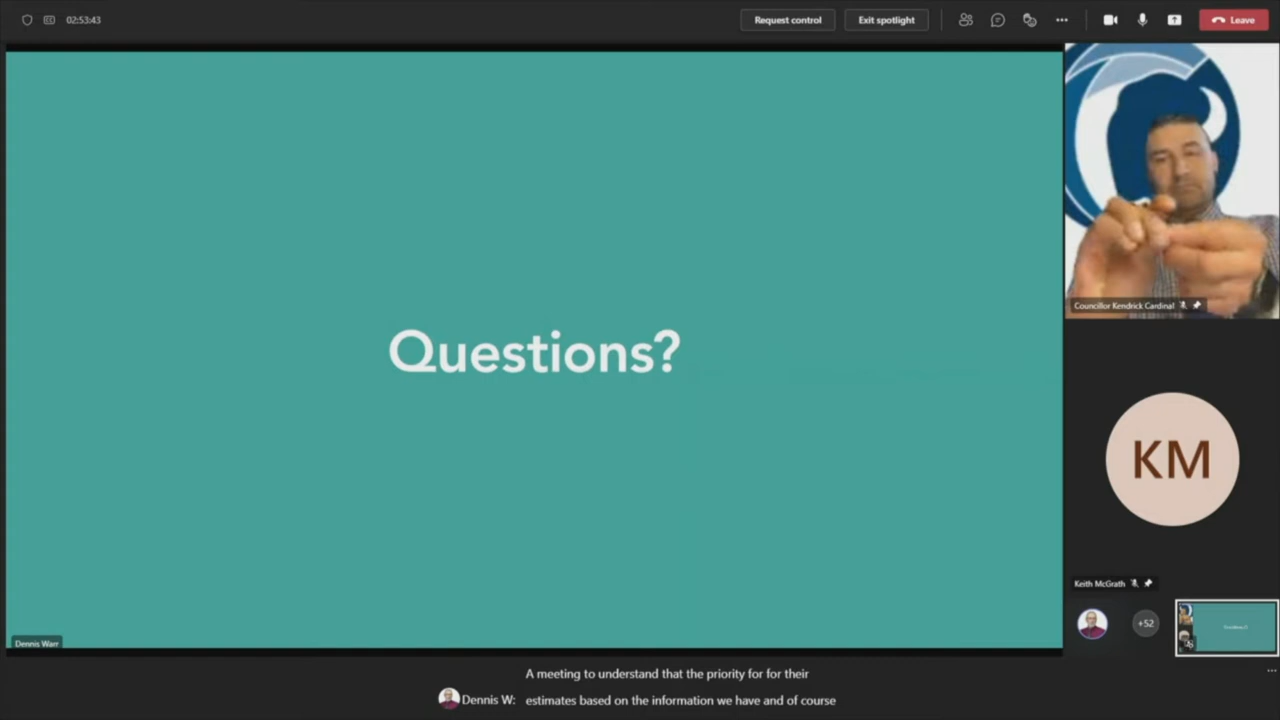 02:53:43
Request control
Exit spotlight
Leave
Questions?
Councillor Kendrick Cardinal
KM
Keith McGrath
+52
Dennis Warr
A meeting to understand that the priority for for their
Dennis W: estimates based on the information we have and of course